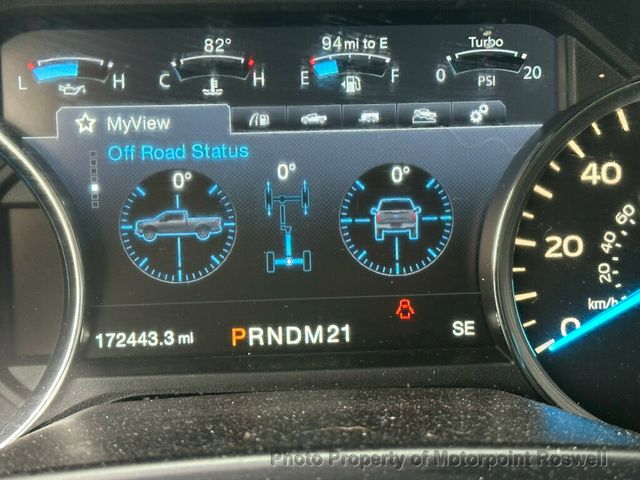 82° 94 mi to E Turbo
L H C H E F 0 PSI 20
MyView
Off Road Status
0° 0° 0°
40
60
20
20
km/h
0
172443.3 mi PRNDM21 SE
Photo Property of Motorpoint Roswell